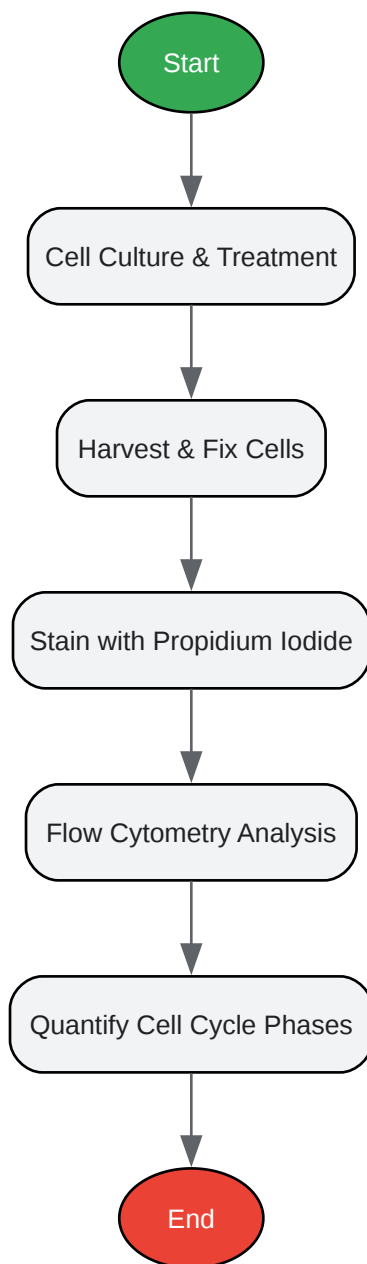 Start
Cell Culture & Treatment
Harvest & Fix Cells
Stain with Propidium Iodide
Flow Cytometry Analysis
Quantify Cell Cycle Phases
End